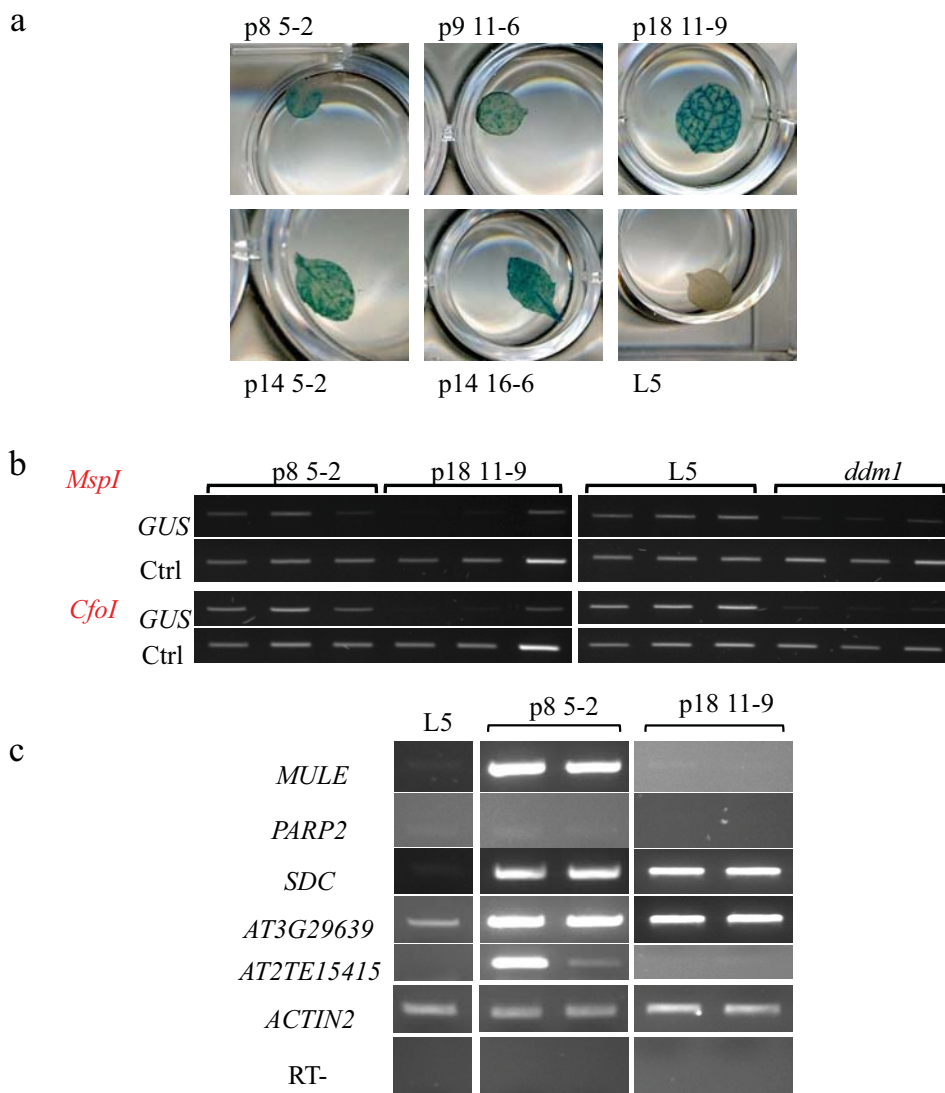 a
p8 5-2 p9 11-6 p18 11-9
p14 5-2 p14 16-6 L5
b
p8 5-2 p18 11-9 L5 ddm1
MspI
GUS
Ctrl
CfoI
GUS
Ctrl
c
L5 p8 5-2 p18 11-9
MULE
PARP2
SDC
AT3G29639
AT2TE15415
ACTIN2
RT-